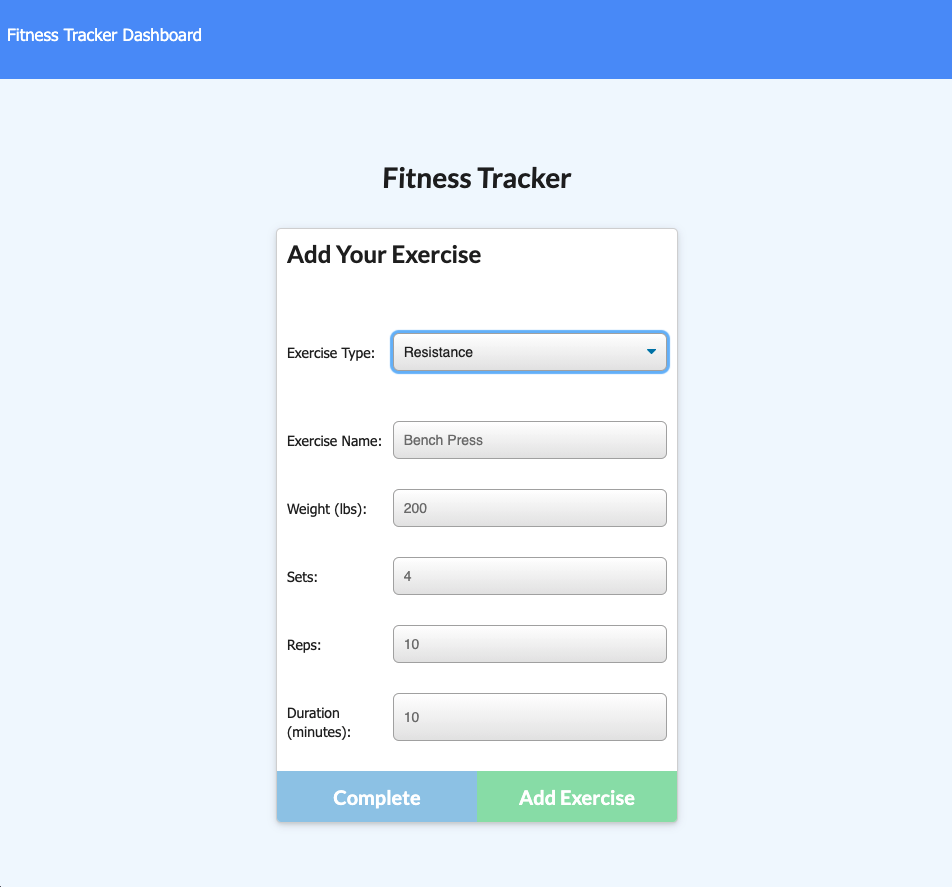 Fitness Tracker Dashboard
Fitness Tracker
Add Your Exercise
Exercise Type: Resistance
Exercise Name: Bench Press
Weight (lbs): 200
Sets: 4
Reps: 10
Duration
(minutes): 10
Complete Add Exercise